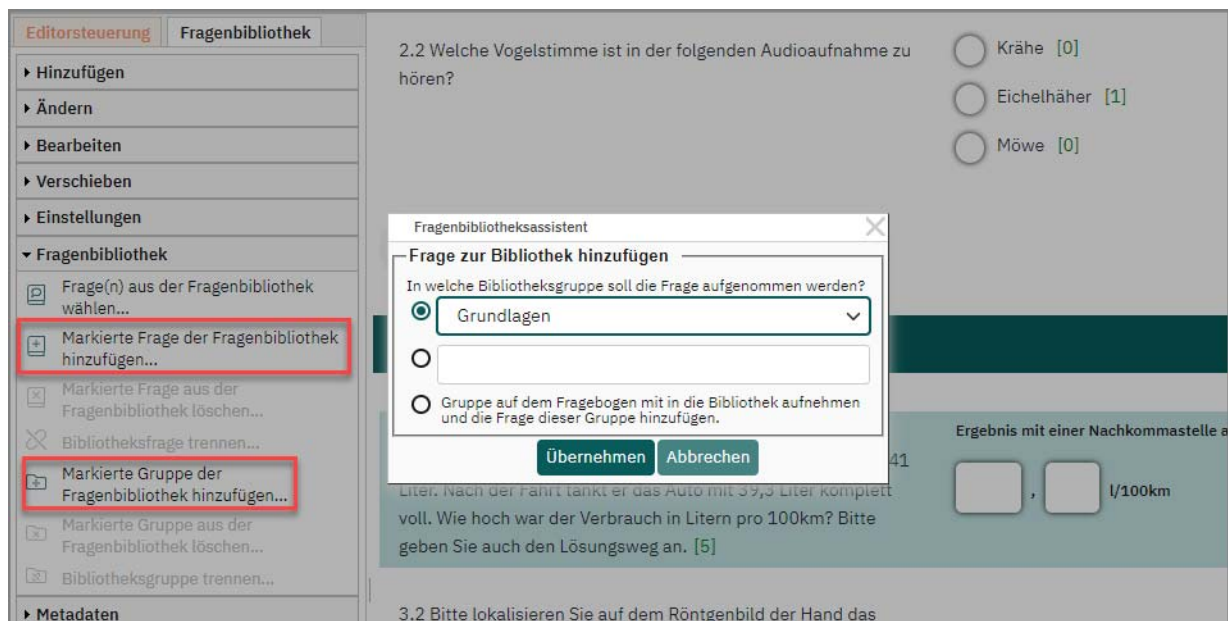 Editorsteuerung
Fragenbibliothek
Hinzufügen
Ändern
Bearbeiten
Verschieben
Einstellungen
Fragenbibliothek
Frage(n) aus der Fragenbibliothek
wählen...
Markierte Frage der Fragenbibliothek
hinzufügen...
Markierte Frage aus der
Fragenbibliothek löschen...
Bibliotheksfrage trennen...
Markierte Gruppe der
Fragenbibliothek hinzufügen...
Markierte Gruppe aus der
Fragenbibliothek löschen...
Bibliotheksgruppe trennen...
Metadaten
2.2 Welche Vogelstimme ist in der folgenden Audioaufnahme zu
hören?
Krähe [0]
Eichelhäher [1]
Möwe [0]
Fragenbibliotheksassistent
Frage zur Bibliothek hinzufügen
In welche Bibliotheksgruppe soll die Frage aufgenommen werden?
Grundlagen
Gruppe auf dem Fragebogen mit in die Bibliothek aufnehmen
und die Frage dieser Gruppe hinzufügen.
Übernehmen
Abbrechen
41
Liter. Nach der Fahrt tankt er das Auto mit 39,3 Liter komplett
voll. Wie hoch war der Verbrauch in Litern pro 100km? Bitte
geben Sie auch den Lösungsweg an. [5]
Ergebnis mit einer Nachkommastelle a
, l/100km
3.2 Bitte lokalisieren Sie auf dem Röntgenbild der Hand das